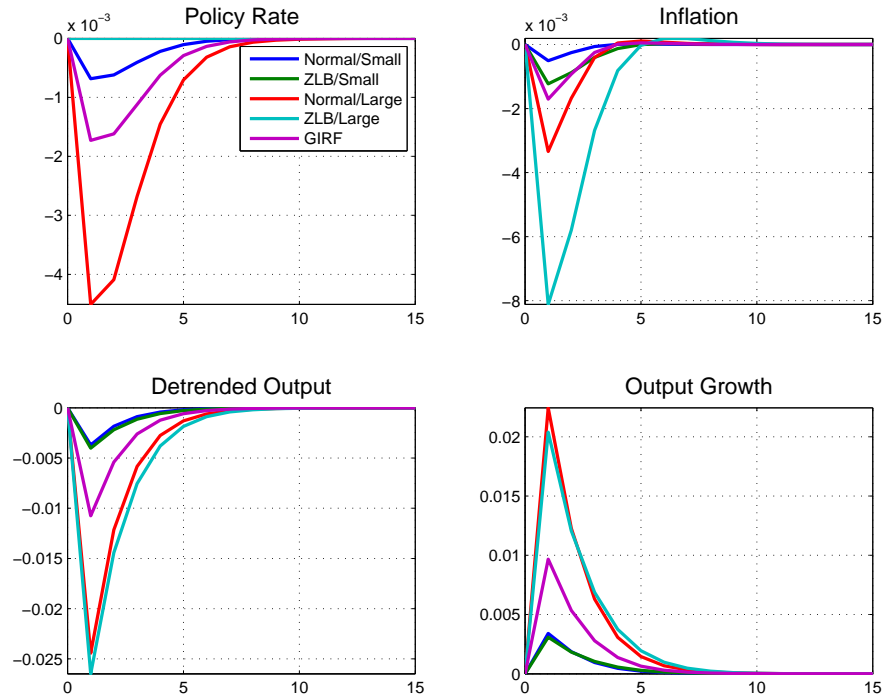 Policy Rate
x 10⁻³
0
−1
−2
−3
−4
0 5 10 15
Normal/Small
ZLB/Small
Normal/Large
ZLB/Large
GIRF
Inflation
x 10⁻³
0
−2
−4
−6
−8
0 5 10 15
Detrended Output
0
−0.005
−0.01
−0.015
−0.02
−0.025
0 5 10 15
Output Growth
0.02
0.015
0.01
0.005
0
0 5 10 15